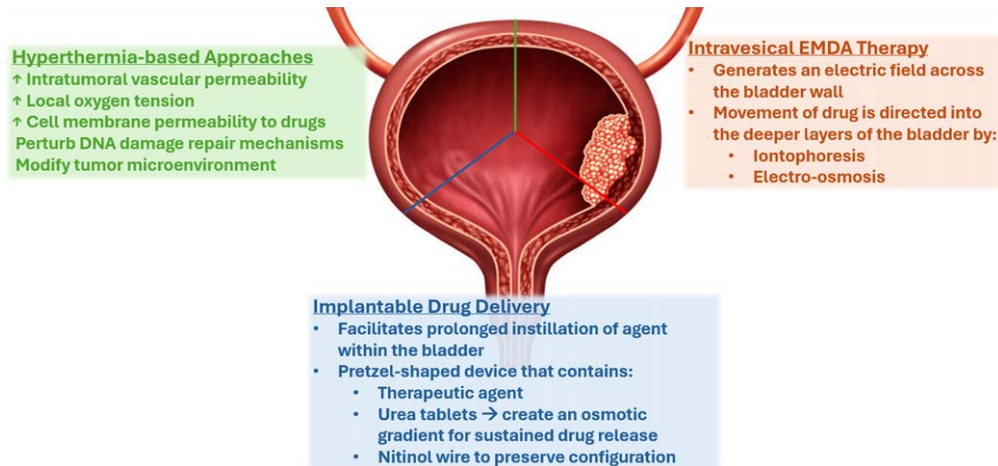 Hyperthermia-based Approaches
↑ Intratumoral vascular permeability
↑ Local oxygen tension
↑ Cell membrane permeability to drugs
Perturb DNA damage repair mechanisms
Modify tumor microenvironment
Intravesical EMDA Therapy
• Generates an electric field across
the bladder wall
• Movement of drug is directed into
the deeper layers of the bladder by:
• Iontophoresis
• Electro-osmosis
Implantable Drug Delivery
• Facilitates prolonged instillation of agent
within the bladder
• Pretzel-shaped device that contains:
• Therapeutic agent
• Urea tablets → create an osmotic
gradient for sustained drug release
• Nitinol wire to preserve configuration